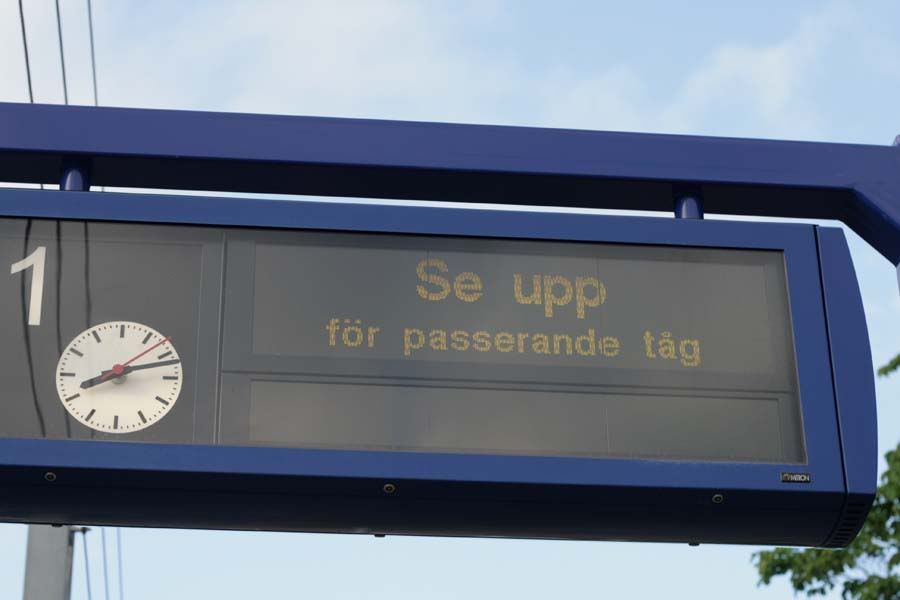 1
Se upp
för passerande tåg